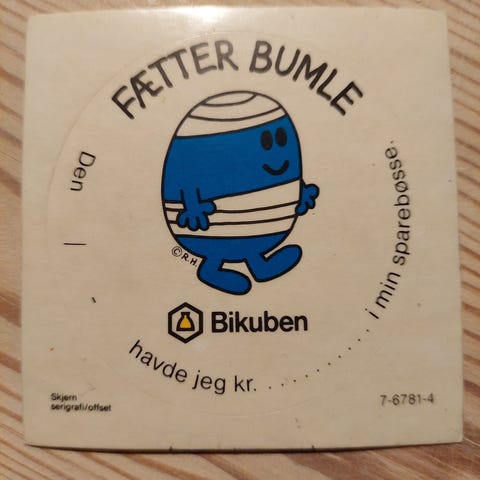 FÆTTER BUMLE
Den /
havde jeg kr. . . . . . . . . . . . i min sparebøsse.
©R.H.
Bikuben
Skjern
serigrafi/offset
7-6781-4